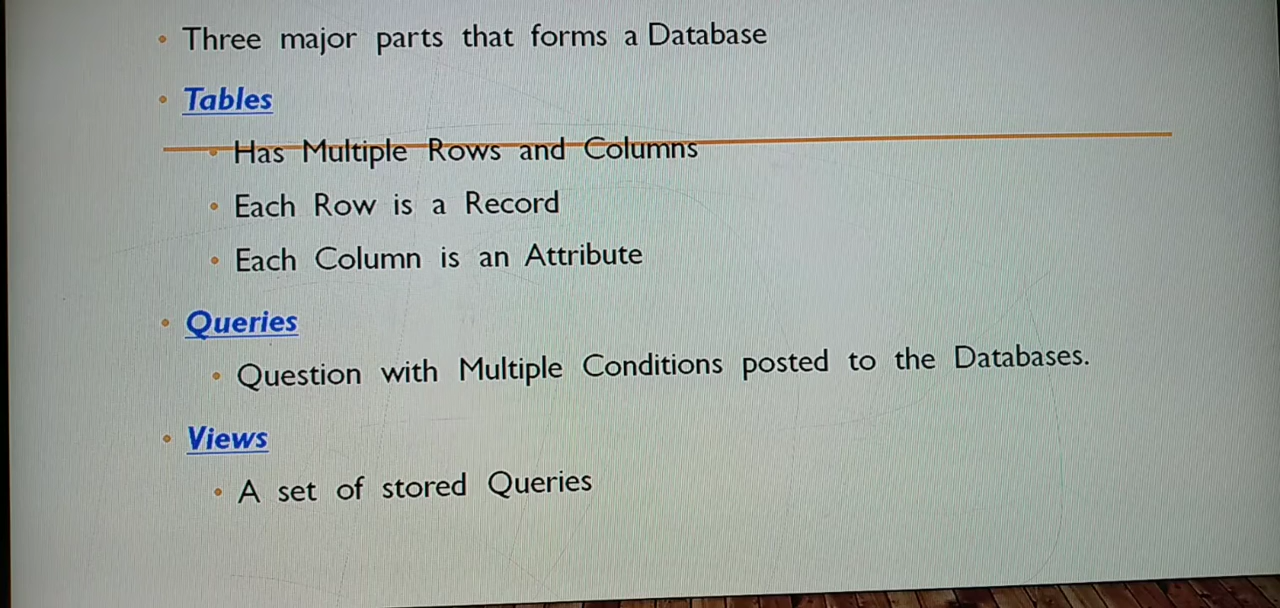 • Three major parts that forms a Database
• Tables
• Has Multiple Rows and Columns
• Each Row is a Record
• Each Column is an Attribute
• Queries
• Question with Multiple Conditions posted to the Databases.
• Views
• A set of stored Queries